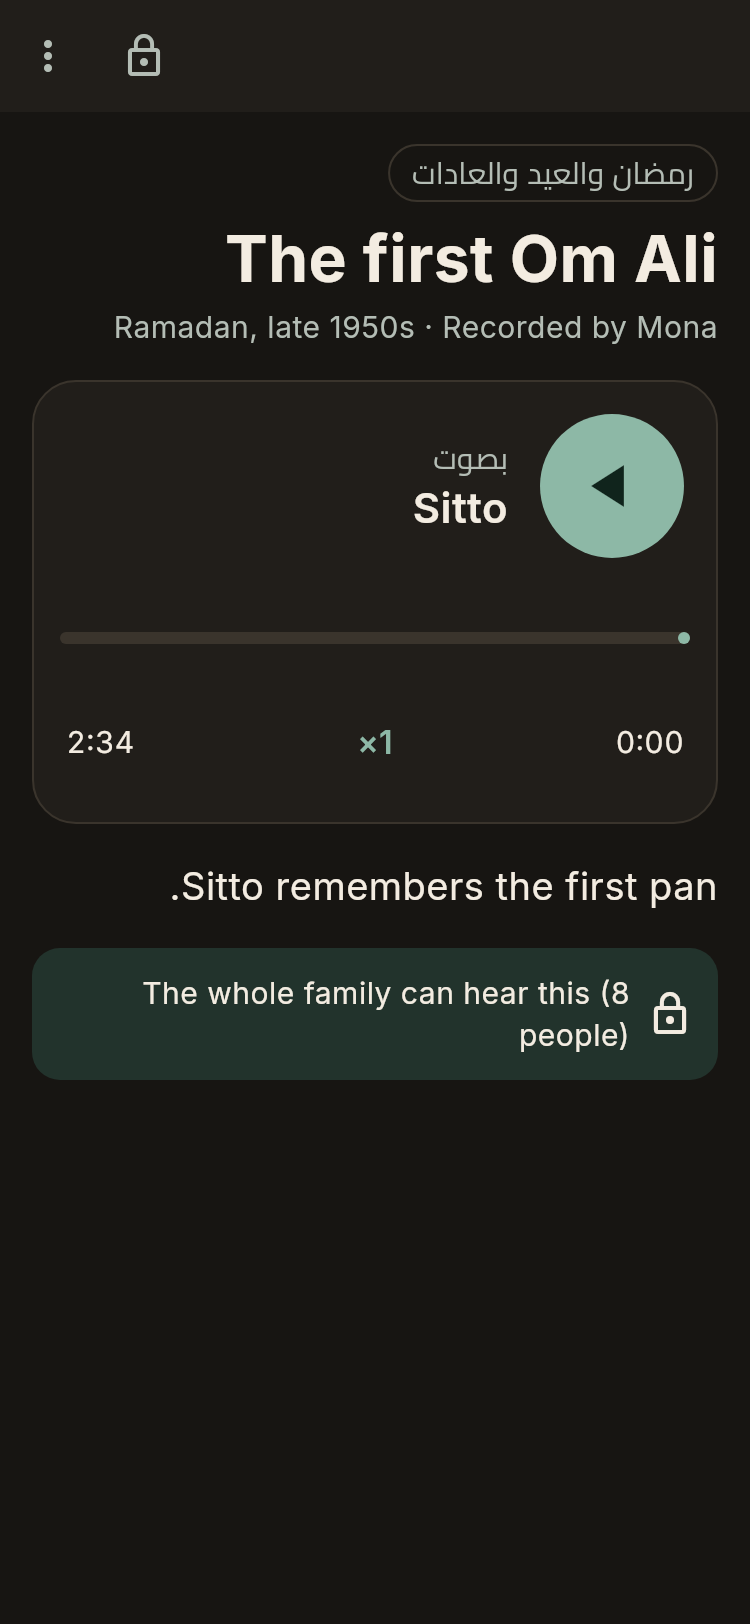 رمضان والعيد والعادات
The first Om Ali
Ramadan, late 1950s · Recorded by Mona
بصوت
Sitto
0:00
×1
2:34
Sitto remembers the first pan.
The whole family can hear this (8
people)